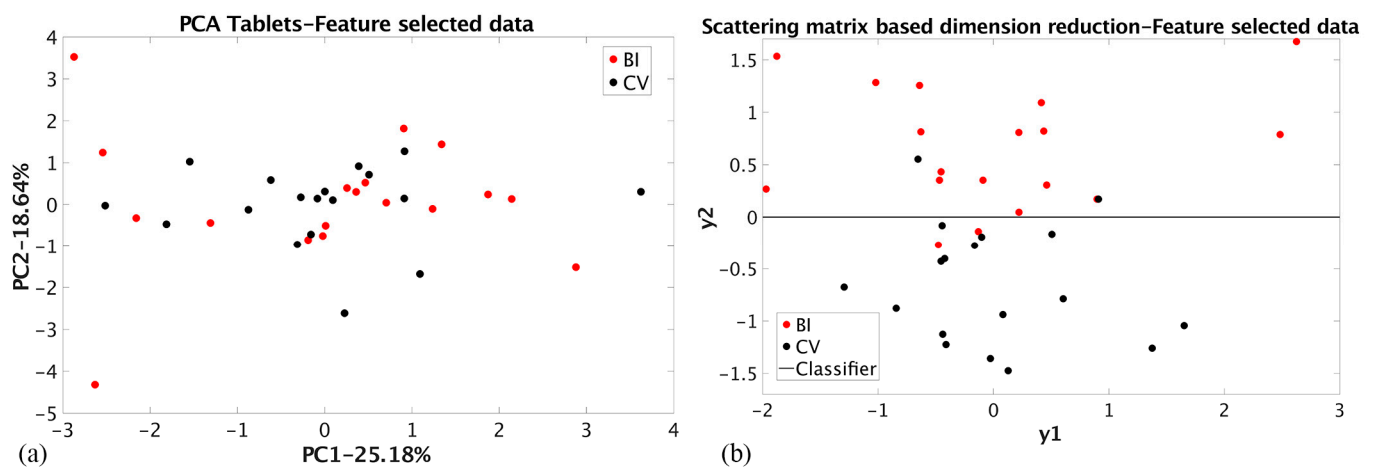 PCA Tablets–Feature selected data
4
3
2
1
0
−1
−2
−3
−4
−5
PC2–18.64%
BI
CV
−3
−2
−1
0
1
2
3
4
PC1–25.18%
(a)
Scattering matrix based dimension reduction–Feature selected data
1.5
1
0.5
0
−0.5
−1
−1.5
y2
BI
CV
Classifier
−2
−1
0
1
2
3
y1
(b)